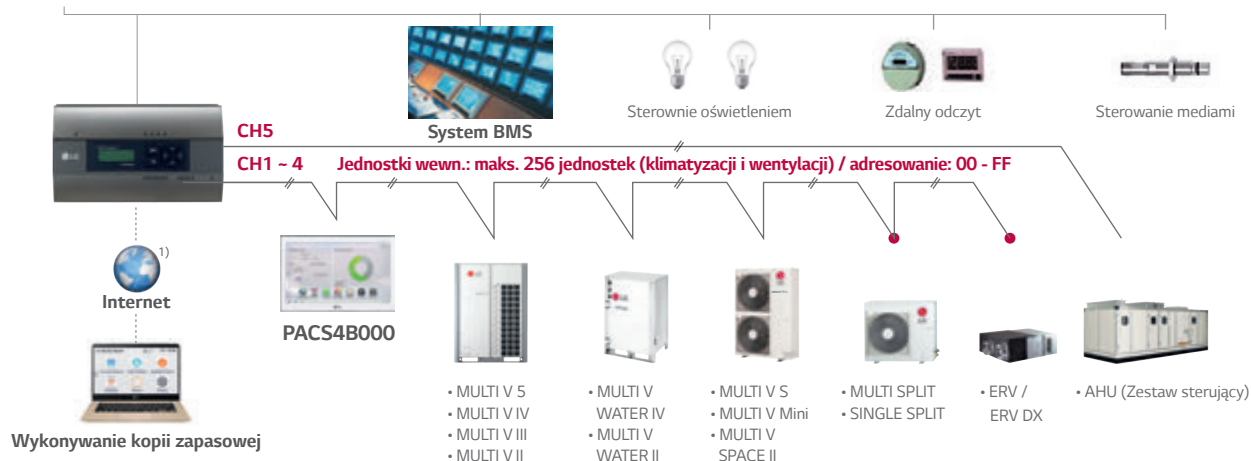 System BMS
Sterownie oświetleniem
Zdalny odczyt
Sterowanie mediami
CH5
CH1 ~ 4
Jednostki wewn.: maks. 256 jednostek (klimatyzacji i wentylacji) / adresowanie: 00 - FF
1)
Internet
PACS4B000
Wykonywanie kopii zapasowej
• MULTI V 5
• MULTI V IV
• MULTI V III
• MULTI V II
• MULTI V
WATER IV
• MULTI V
WATER II
• MULTI V S
• MULTI V Mini
• MULTI V
SPACE II
• MULTI SPLIT
• SINGLE SPLIT
• ERV /
ERV DX
• AHU (Zestaw sterujący)